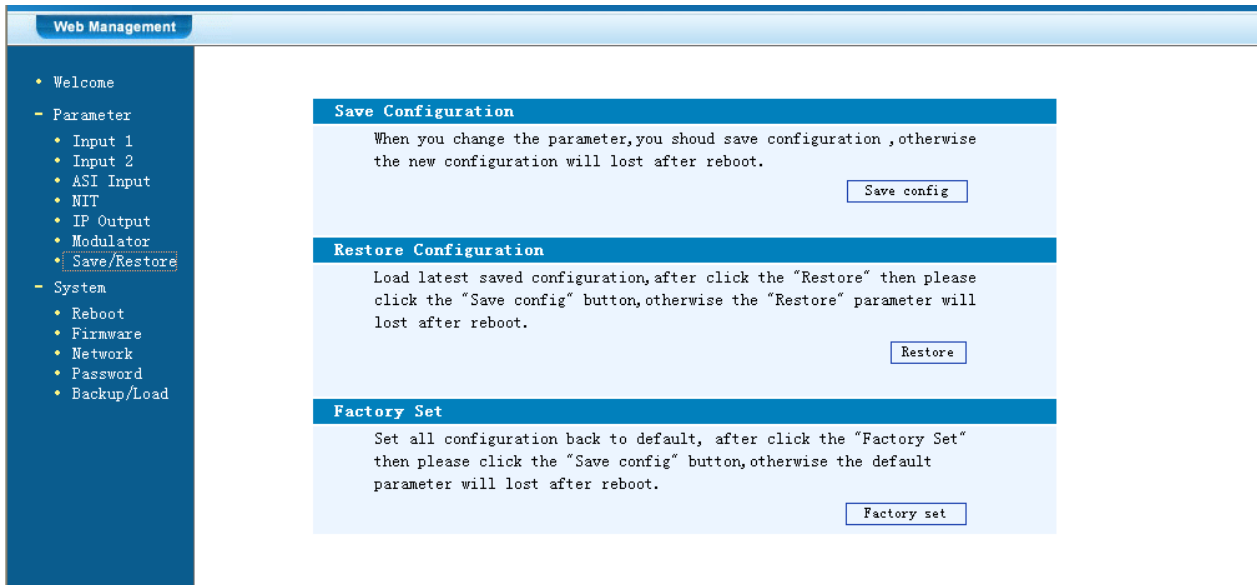 Web Management
Welcome
Parameter
Input 1
Input 2
ASI Input
NIT
IP Output
Modulator
Save/Restore
System
Reboot
Firmware
Network
Password
Backup/Load
Save Configuration
When you change the parameter,you shoud save configuration ,otherwise
the new configuration will lost after reboot.
Save config
Restore Configuration
Load latest saved configuration,after click the "Restore" then please
click the "Save config" button,otherwise the "Restore" parameter will
lost after reboot.
Restore
Factory Set
Set all configuration back to default, after click the "Factory Set"
then please click the "Save config" button,otherwise the default
parameter will lost after reboot.
Factory set